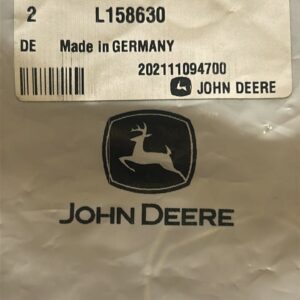 2 L158630
DE Made in GERMANY
202111094700
JOHN DEERE
JOHN DEERE